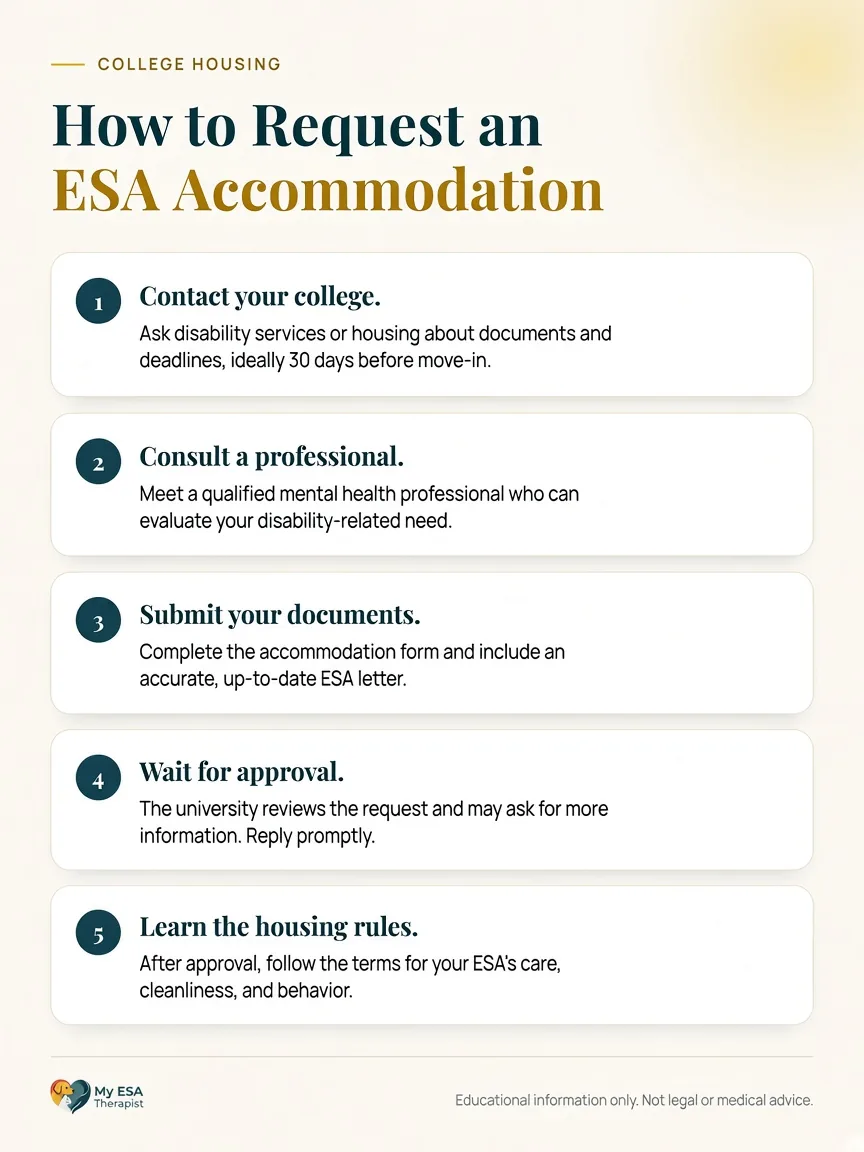 COLLEGE HOUSING
How to Request an
ESA Accommodation
1
Contact your college.
Ask disability services or housing about documents and
deadlines, ideally 30 days before move-in.
2
Consult a professional.
Meet a qualified mental health professional who can
evaluate your disability-related need.
3
Submit your documents.
Complete the accommodation form and include an
accurate, up-to-date ESA letter.
4
Wait for approval.
The university reviews the request and may ask for more
information. Reply promptly.
5
Learn the housing rules.
After approval, follow the terms for your ESA's care,
cleanliness, and behavior.
My ESA
Therapist
Educational information only. Not legal or medical advice.